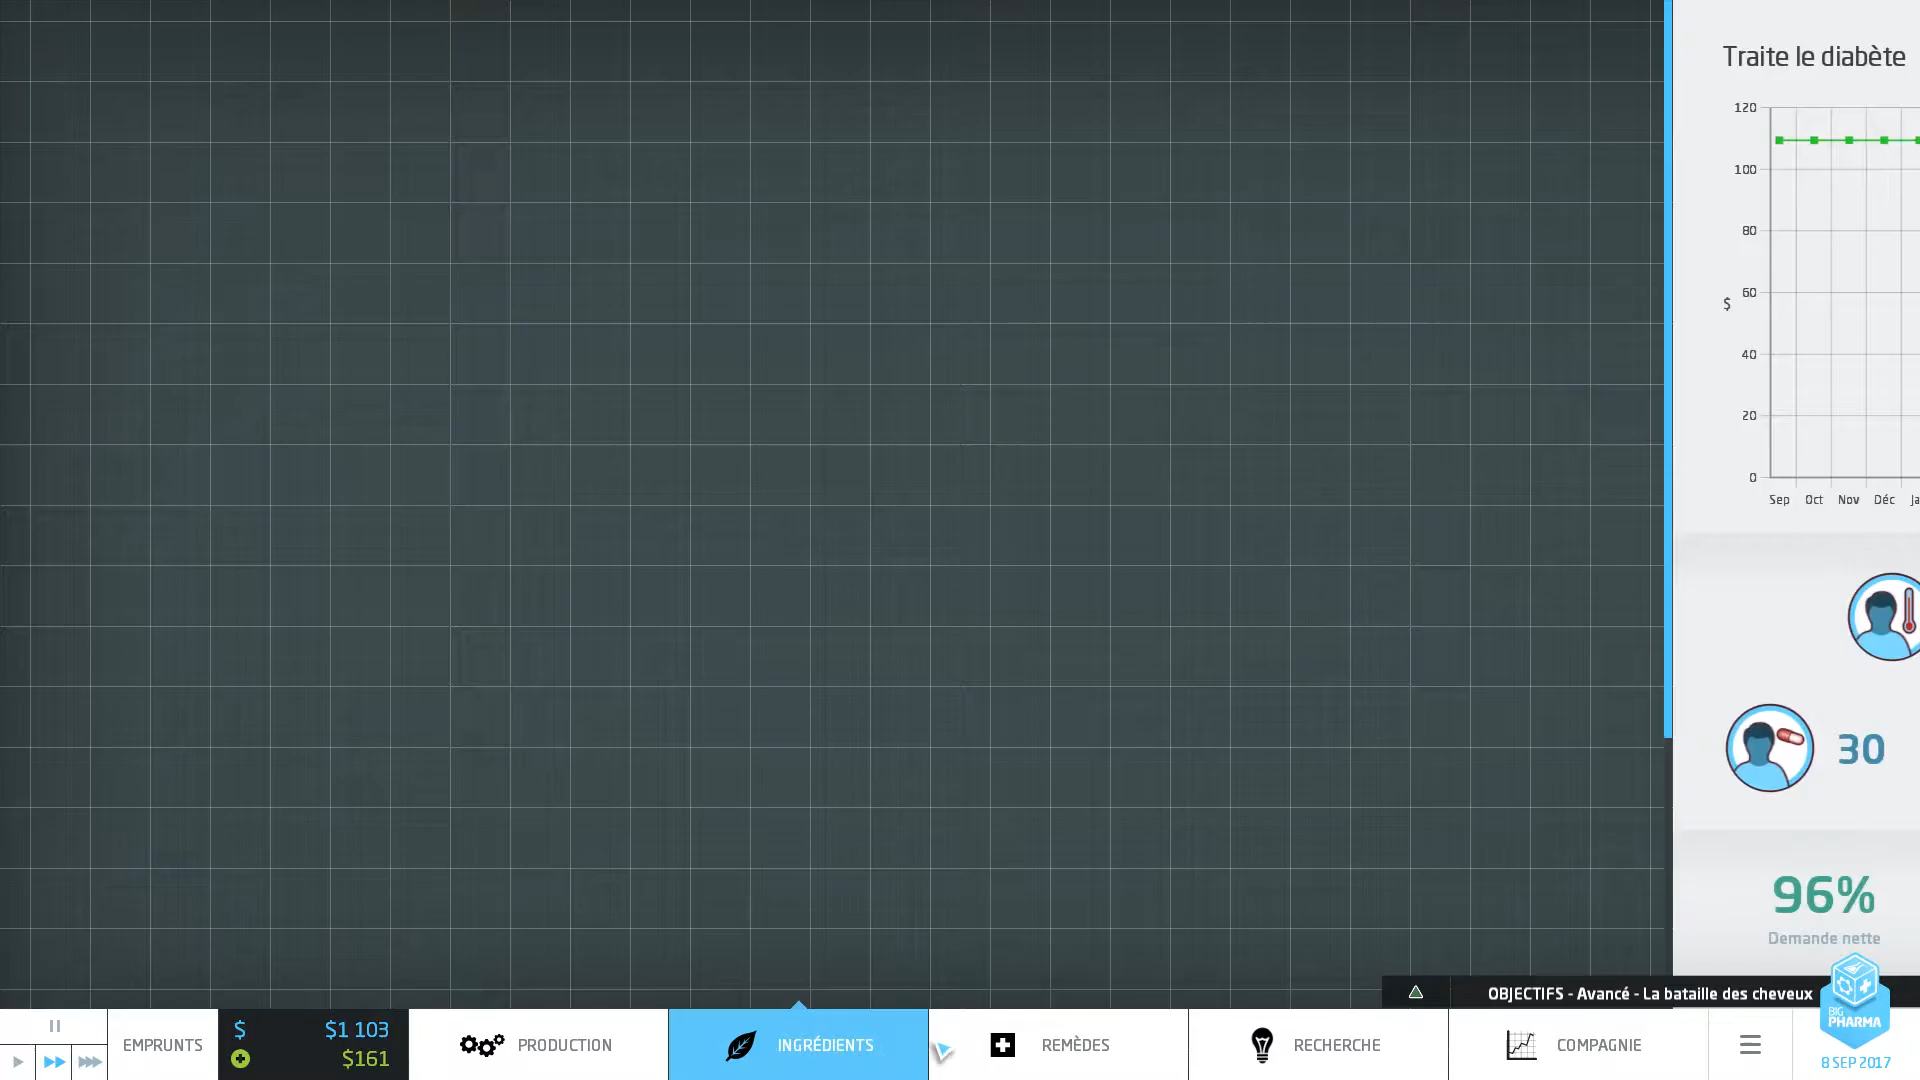 Traite le diabète
120
100
80
60
$
40
20
0
Sep Oct Nov Déc
30
96%
Demande nette
OBJECTIFS - Avancé - La bataille des cheveux
BIG
PHARMA
8 SEP 2017
EMPRUNTS
$ $1 103
$161
PRODUCTION
INGRÉDIENTS
REMÈDES
RECHERCHE
COMPAGNIE